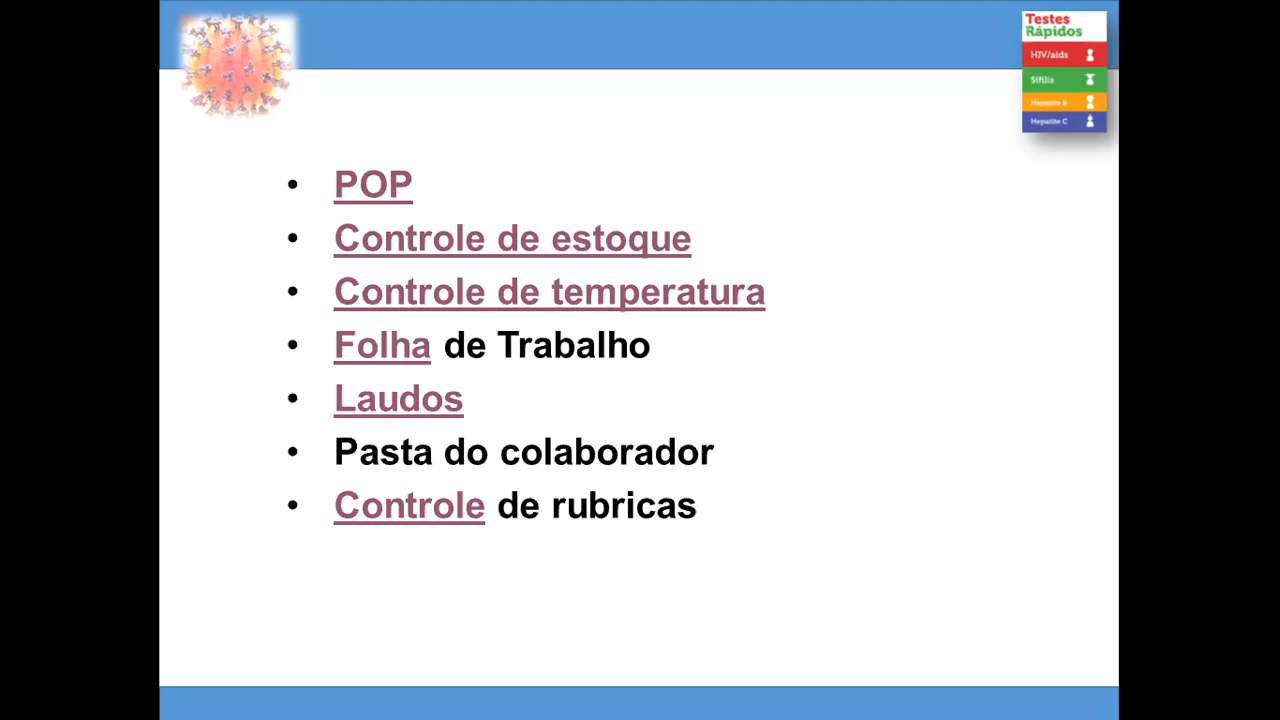 Testes
Rápidos
HIV/aids
Sífilis
Hepatite B
Hepatite C
• POP
• Controle de estoque
• Controle de temperatura
• Folha de Trabalho
• Laudos
• Pasta do colaborador
• Controle de rubricas